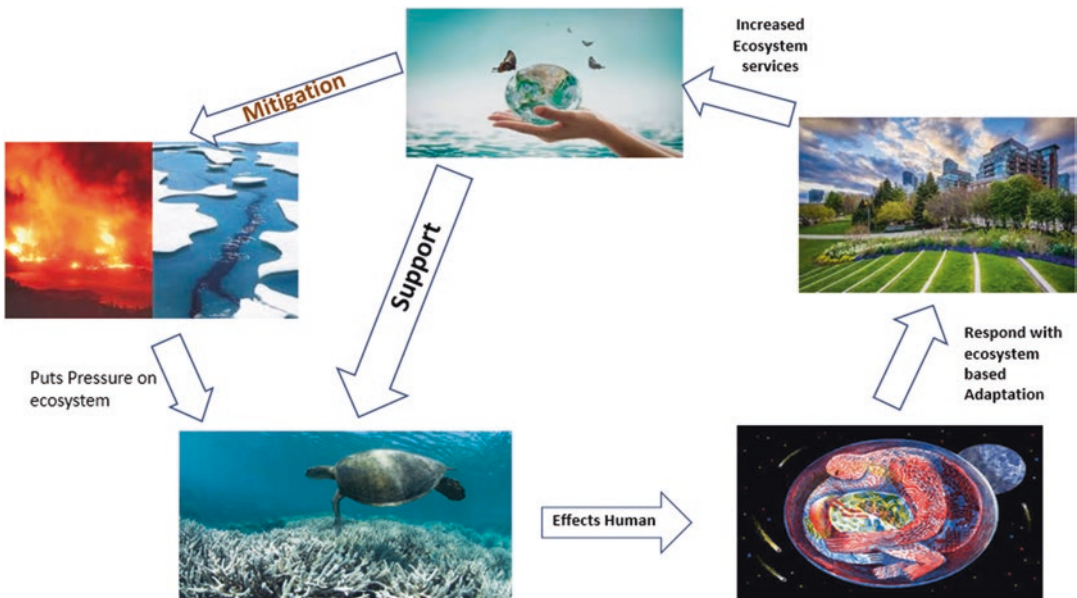 Increased
Ecosystem
services
Mitigation
Support
Puts Pressure on
ecosystem
Respond with
ecosystem
based
Adaptation
Effects Human